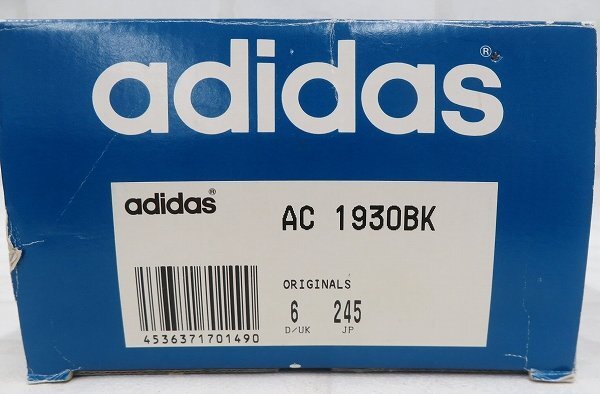 adidas®
adidas®
AC 1930BK
ORIGINALS
6 245
D/UK JP
4536371701490